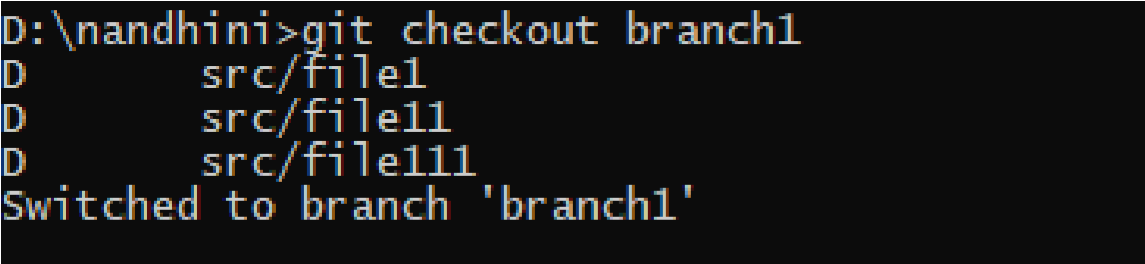 D:\nandhini>git checkout branch1
D       src/file1
D       src/file11
D       src/file111
Switched to branch 'branch1'